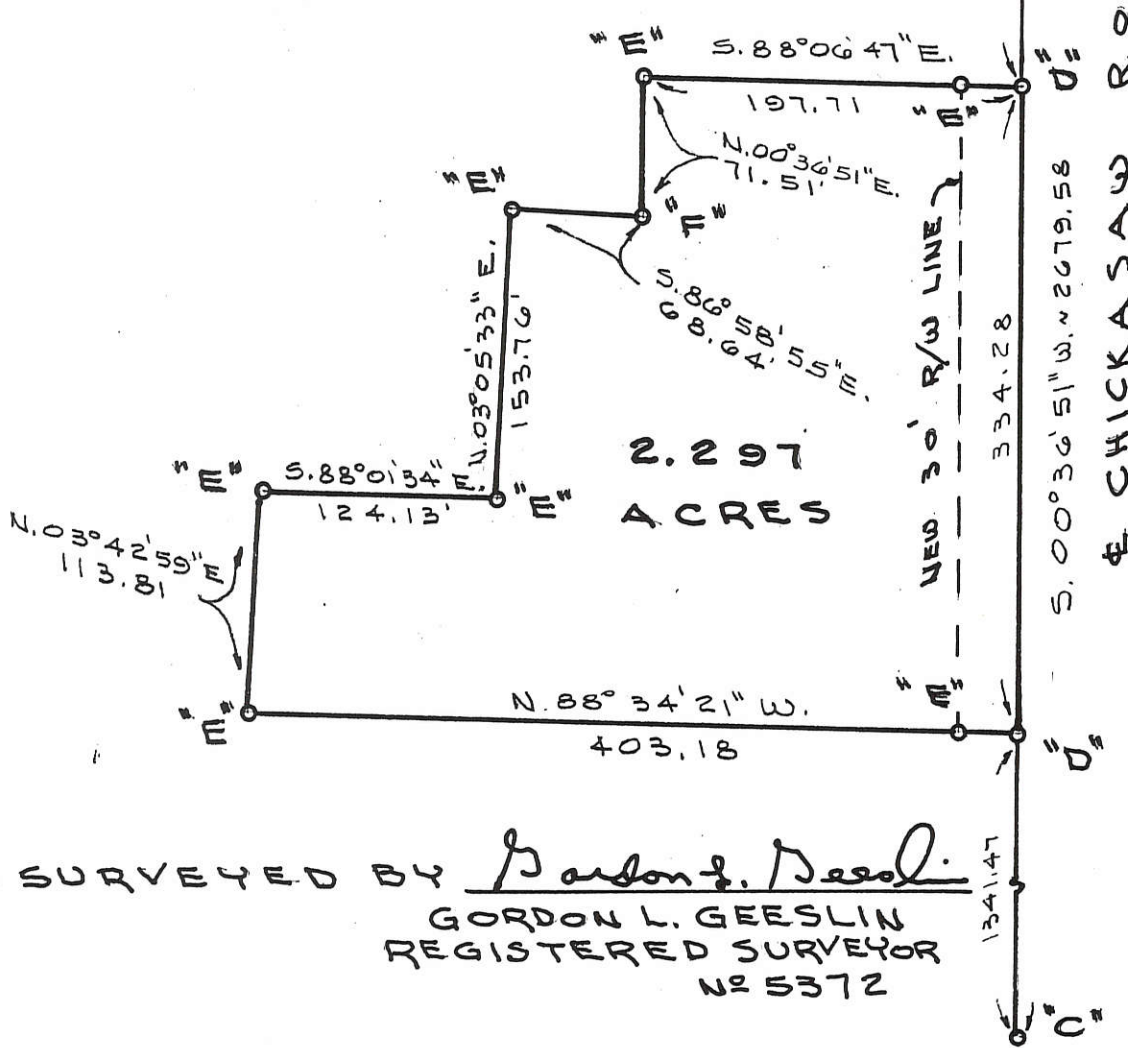 "E"
S. 88° 06' 47" E.
197.71
"D"
"E"
N. 00° 36' 51" E.
71.51'
"E"
"E"
S. 86° 58' 55" E.
68.64'
N. 03° 05' 33" E.
153.76'
NEW 30' R/W LINE
334.28
S. 00° 36' 51" W. ~ 2679.58
℄ CHICKASAW
2.297
ACRES
"E"
S. 88° 01' 34" E.
124.13'
"E"
N. 03° 42' 59" E
113.81
"E"
N. 88° 34' 21" W.
403.18
"E"
"D"
1341.47
SURVEYED BY Gordon L. Geeslin
GORDON L. GEESLIN
REGISTERED SURVEYOR
Nº 5372
"C"